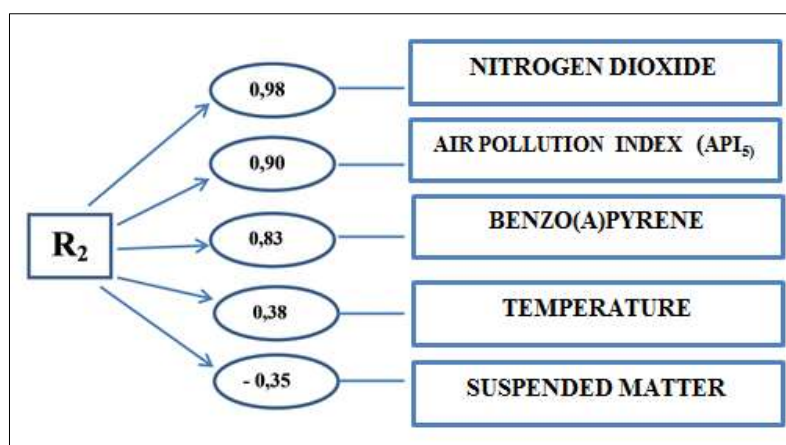 0,98
NITROGEN DIOXIDE
0,90
AIR POLLUTION INDEX (API5)
R2
0,83
BENZO(A)PYRENE
0,38
TEMPERATURE
- 0,35
SUSPENDED MATTER